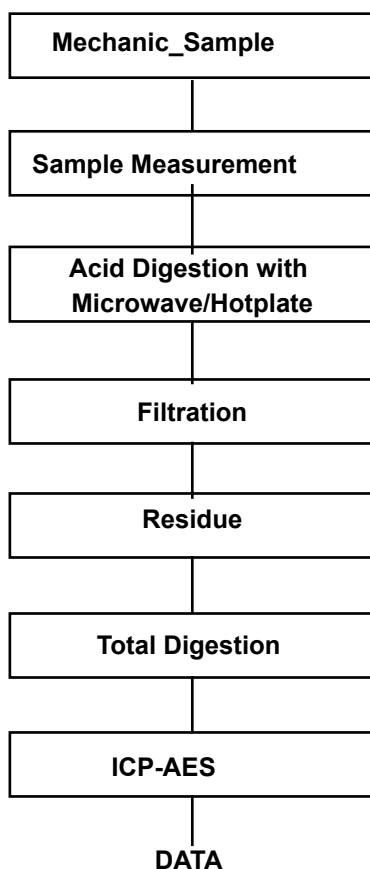 Mechanic_Sample
Sample Measurement
Acid Digestion with
Microwave/Hotplate
Filtration
Residue
Total Digestion
ICP-AES
DATA